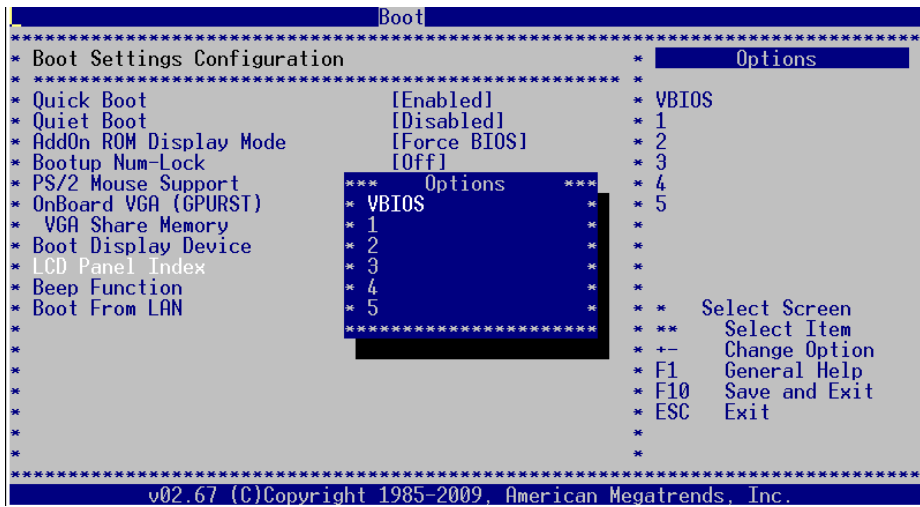 Boot
****************************************************************************************************
* Boot Settings Configuration * Options
* ************************************************************** *
* Quick Boot [Enabled] * VBIOS
* Quiet Boot [Disabled] * 1
* AddOn ROM Display Mode [Force BIOS] * 2
* Bootup Num-Lock [Off] * 3
* PS/2 Mouse Support *** Options *** * 4
* OnBoard VGA (GPURST) * VBIOS * * 5
* VGA Share Memory * 1 * *
* Boot Display Device * 2 * *
* LCD Panel Index * 3 * *
* Beep Function * 4 * *
* Boot From LAN * 5 * * * Select Screen
* *********************** * ** Select Item
* * +- Change Option
* * F1 General Help
* * F10 Save and Exit
* * ESC Exit
* *
* *
****************************************************************************************************
v02.67 (C)Copyright 1985-2009, American Megatrends, Inc.